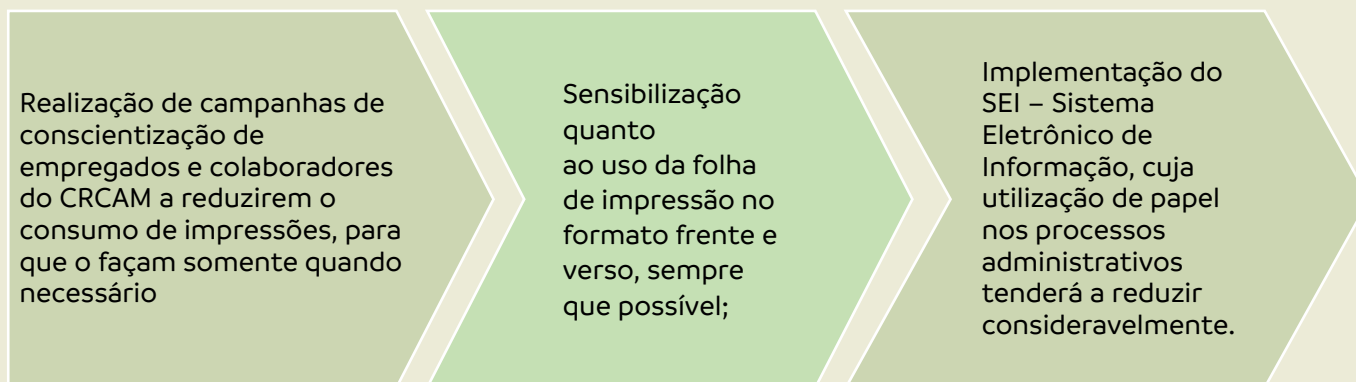 Realização de campanhas de
conscientização de
empregados e colaboradores
do CRCAM a reduzirem o
consumo de impressões, para
que o façam somente quando
necessário
Sensibilização
quanto
ao uso da folha
de impressão no
formato frente e
verso, sempre
que possível;
Implementação do
SEI – Sistema
Eletrônico de
Informação, cuja
utilização de papel
nos processos
administrativos
tenderá a reduzir
consideravelmente.